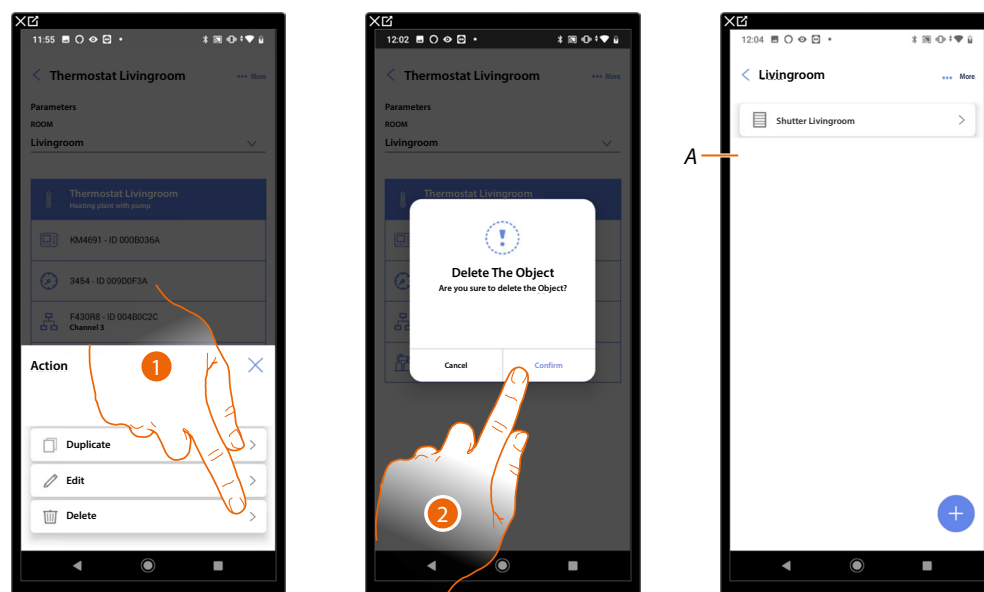 11:55
Thermostat Livingroom
More
Parameters
ROOM
Livingroom
Thermostat Livingroom
Heating plant with pump
KM4691 - ID 000B036A
3454 - ID 009D0F3A
F430R8 - ID 004B0C2C
Channel 3
Action
1
Duplicate
Edit
Delete
12:02
Thermostat Livingroom
More
Parameters
ROOM
Livingroom
Thermostat Livingroom
Delete The Object
Are you sure to delete the Object?
Cancel
Confirm
2
12:04
Livingroom
More
Shutter Livingroom
A